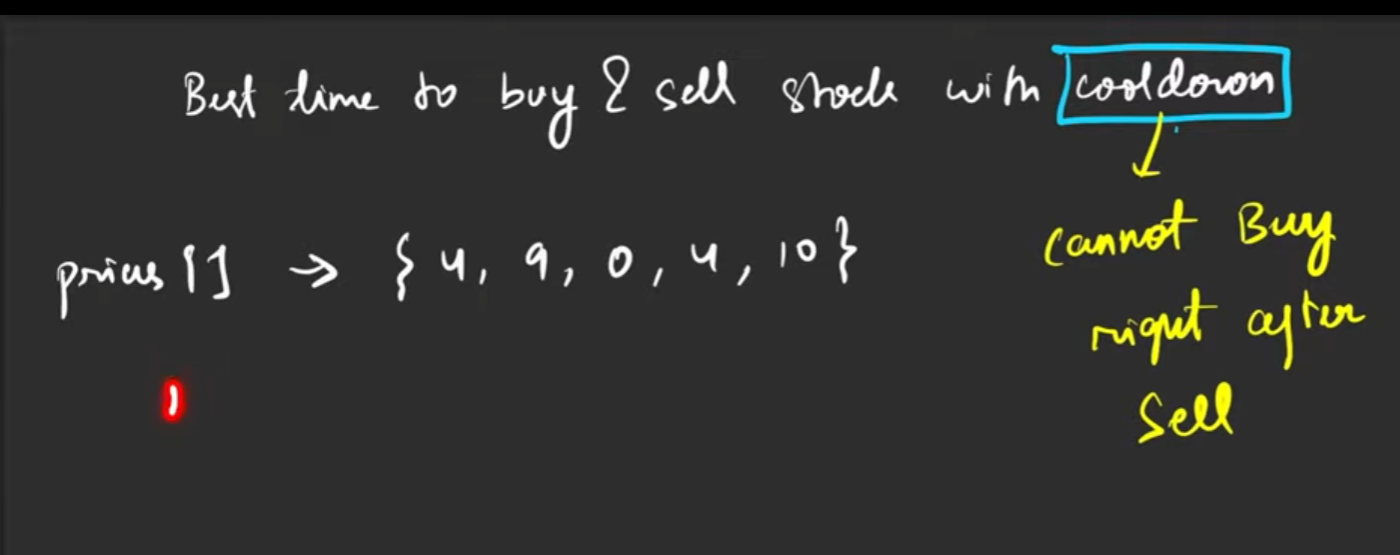 Best time to buy & sell stock with cooldown
cannot Buy
prices [] → { 4, 9, 0, 4, 10 }
right after
Sell